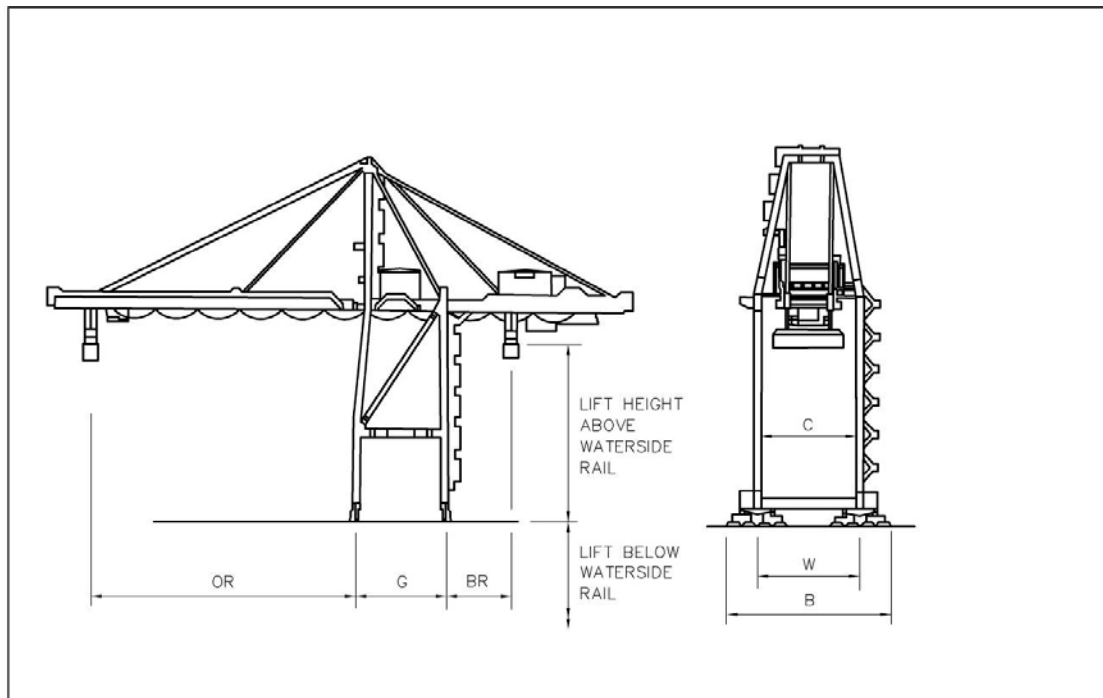 LIFT HEIGHT
ABOVE
WATERSIDE
RAIL
LIFT BELOW
WATERSIDE
RAIL
OR
G
BR
C
W
B